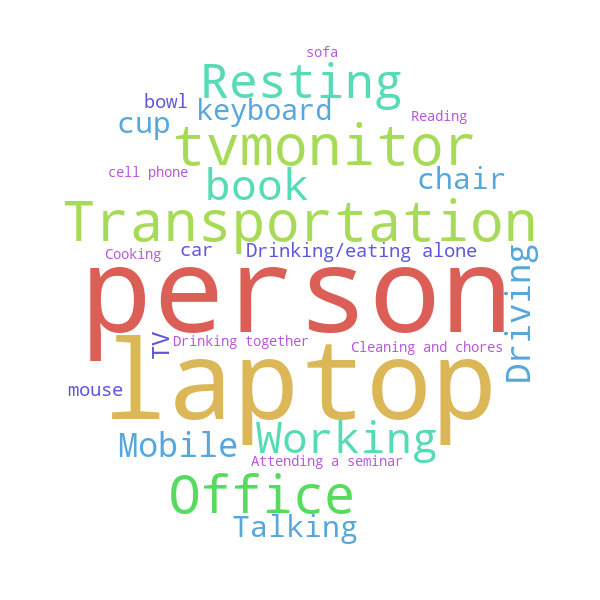 sofa
Resting
bowl
keyboard
cup
Reading
tvmonitor
cell phone
book
chair
Transportation
Cooking
car
Drinking/eating alone
person
Driving
TV
Drinking together
Cleaning and chores
laptop
mouse
Mobile
Working
Attending a seminar
Office
Talking